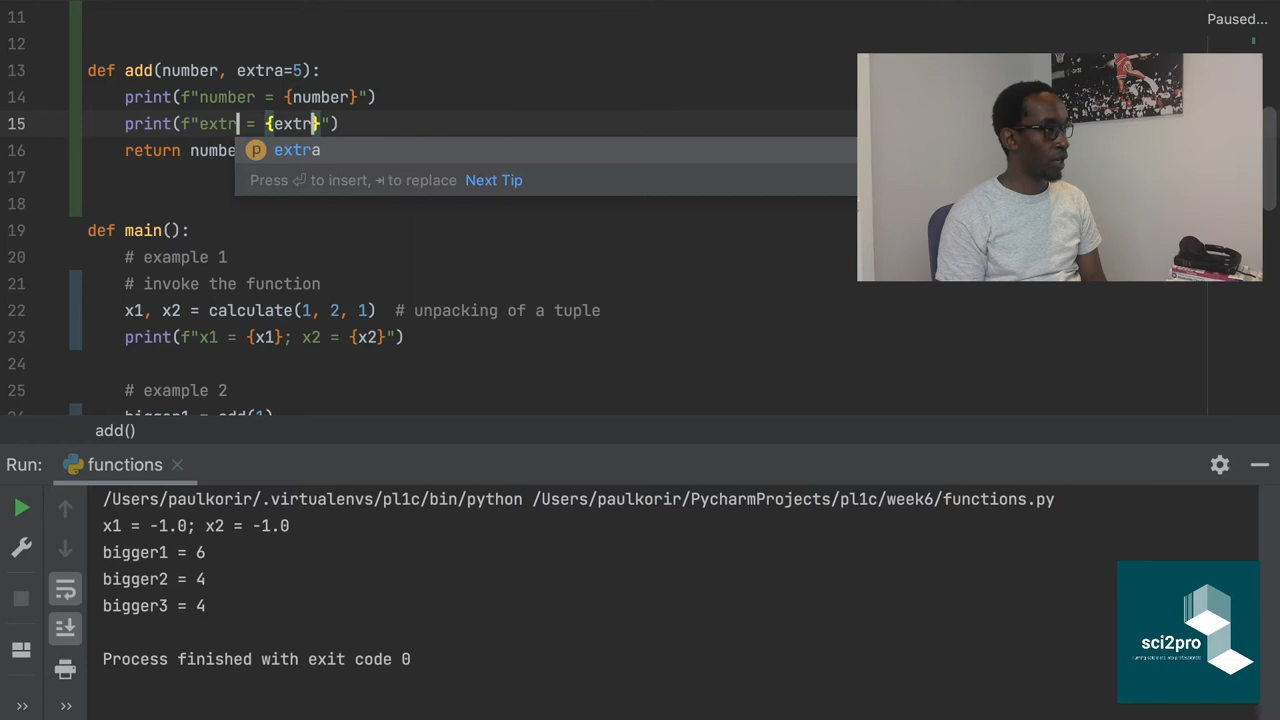 11
12
Paused...
13 def add(number, extra=5):
14 print(f"number = {number}")
15 print(f"extr = {extr}")
p extra
16 return numbe
Press ⏎ to insert, ⇥ to replace Next Tip
17
18
19 def main():
20 # example 1
21 # invoke the function
22 x1, x2 = calculate(1, 2, 1) # unpacking of a tuple
23 print(f"x1 = {x1}; x2 = {x2}")
24
25 # example 2
bigger1 = add(1)
add()
Run: functions
/Users/paulkorir/.virtualenvs/pl1c/bin/python /Users/paulkorir/PycharmProjects/pl1c/week6/functions.py
x1 = -1.0; x2 = -1.0
bigger1 = 6
bigger2 = 4
bigger3 = 4
Process finished with exit code 0
sci2pro